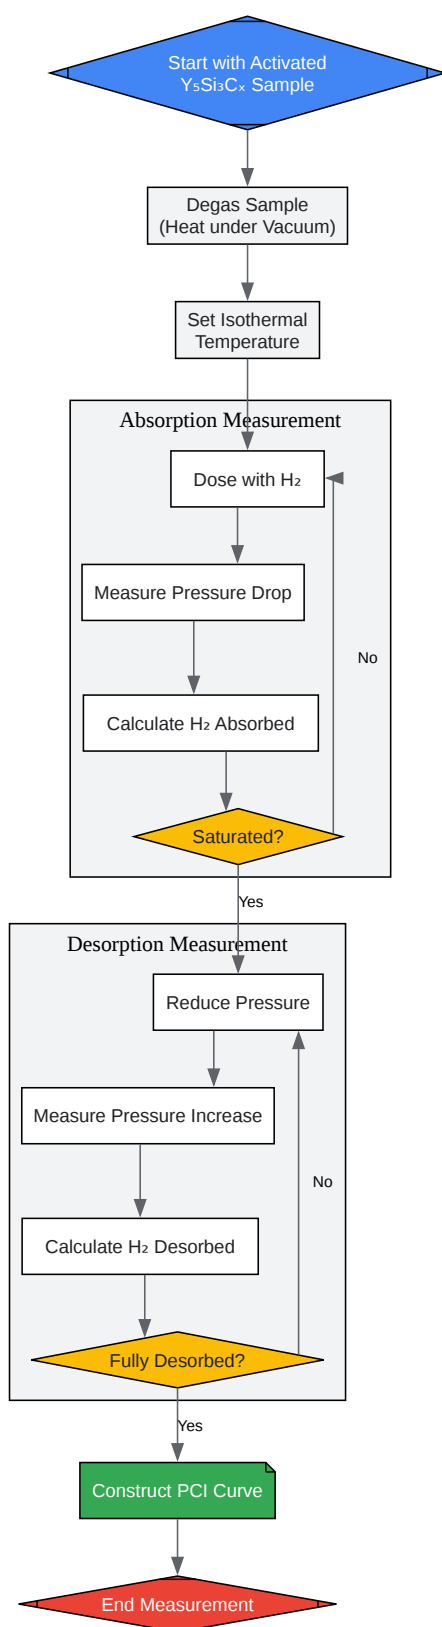 Start with Activated
Y₅Si₃Cₓ Sample
Degas Sample
(Heat under Vacuum)
Set Isothermal
Temperature
Absorption Measurement
Dose with H₂
Measure Pressure Drop
No
Calculate H₂ Absorbed
Saturated?
Yes
Desorption Measurement
Reduce Pressure
Measure Pressure Increase
No
Calculate H₂ Desorbed
Fully Desorbed?
Yes
Construct PCI Curve
End Measurement